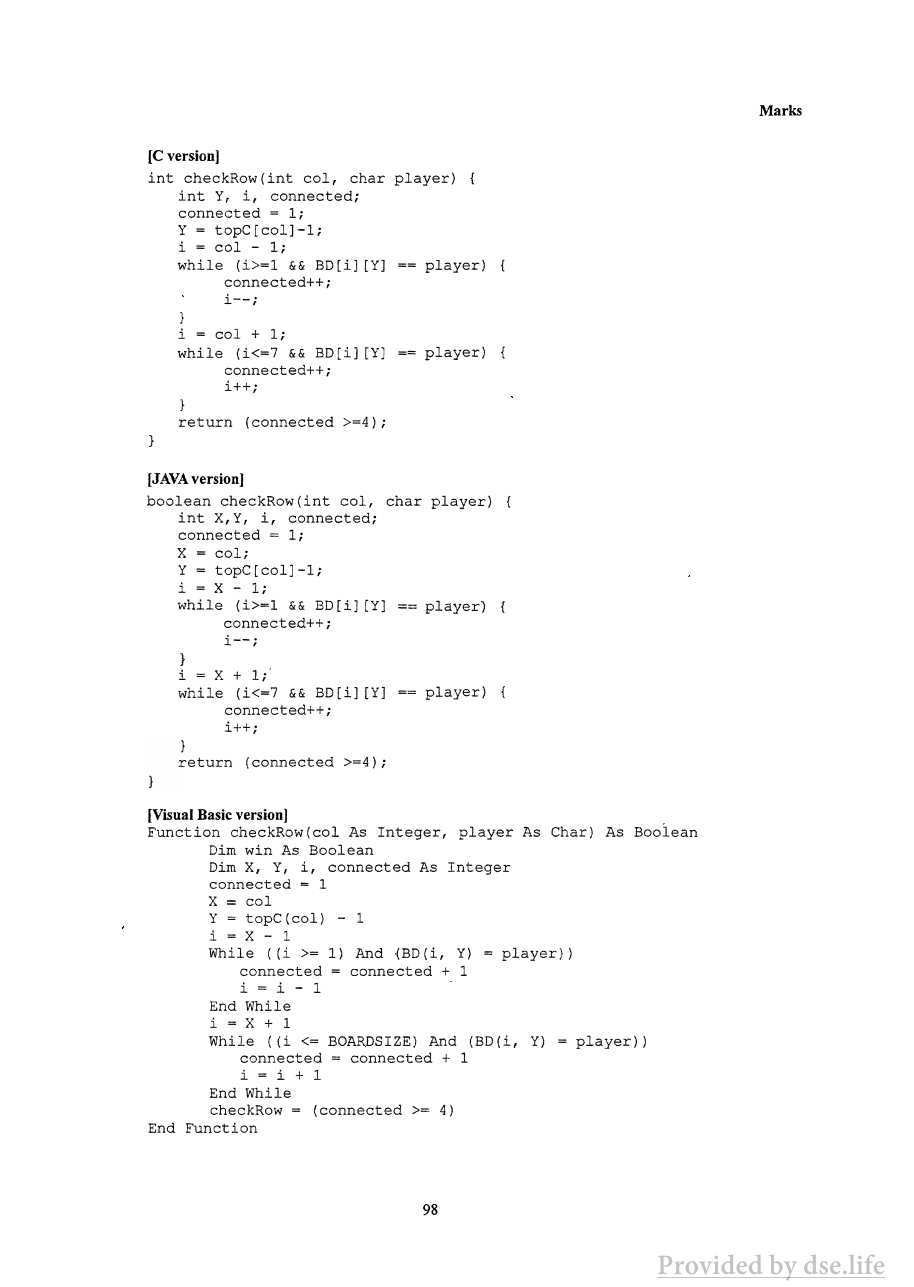 Marks
[C version]
int checkRow(int col, char player) {
int Y, i, connected;
connected = 1;
Y = topC[col]-1;
i = col - 1;
while (i>=1 && BD[i][Y] == player) {
connected++;
i--;
}
i = col + 1;
while (i<=7 && BD[i][Y] == player) {
connected++;
i++;
}
return (connected >=4);
}
[JAVA version]
boolean checkRow(int col, char player) {
int X,Y, i, connected;
connected = 1;
X = col;
Y = topC[col]-1;
i = X - 1;
while (i>=1 && BD[i][Y] == player) {
connected++;
i--;
}
i = X + 1;
while (i<=7 && BD[i][Y] == player) {
connected++;
i++;
}
return (connected >=4);
}
[Visual Basic version]
Function checkRow(col As Integer, player As Char) As Boolean
Dim win As Boolean
Dim X, Y, i, connected As Integer
connected = 1
X = col
Y = topC(col) - 1
i = X - 1
While ((i >= 1) And (BD(i, Y) = player))
connected = connected + 1
i = i - 1
End While
i = X + 1
While ((i <= BOARDSIZE) And (BD(i, Y) = player))
connected = connected + 1
i = i + 1
End While
checkRow = (connected >= 4)
End Function
98
Provided by dse.life